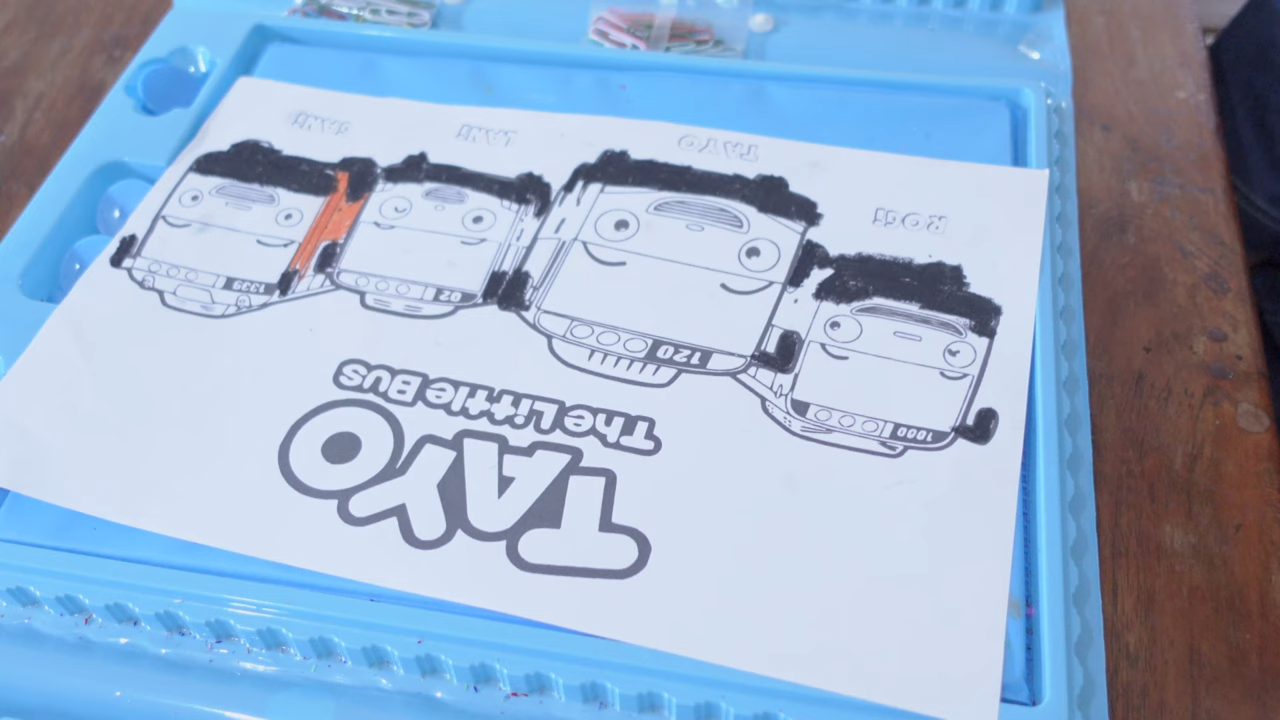 TAYO
The Little BUS
1000
120
02
1339
ROGI
TAYO
LANI
GANI